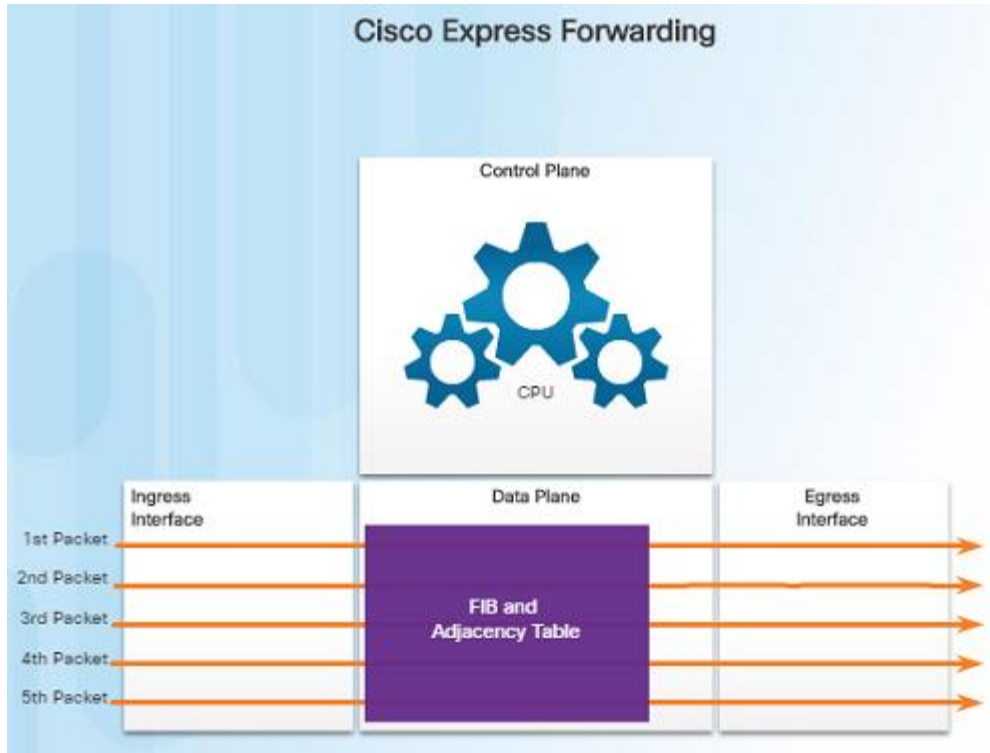 Cisco Express Forwarding
Control Plane
CPU
Ingress
Interface
Data Plane
Egress
Interface
1st Packet
2nd Packet
3rd Packet
4th Packet
5th Packet
FIB and
Adjacency Table